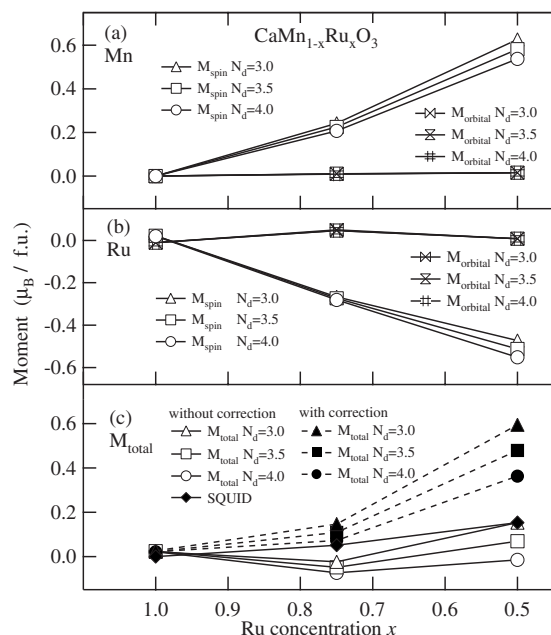 (a) CaMn1-xRuxO3
Mn
Mspin Nd=3.0
Mspin Nd=3.5
Mspin Nd=4.0
Morbital Nd=3.0
Morbital Nd=3.5
Morbital Nd=4.0
0.6
0.4
0.2
0.0
(b)
Ru
Morbital Nd=3.0
Morbital Nd=3.5
Morbital Nd=4.0
Mspin Nd=3.0
Mspin Nd=3.5
Mspin Nd=4.0
0.0
-0.2
-0.4
-0.6
Moment (μB / f.u.)
(c)
Mtotal
without correction
Mtotal Nd=3.0
Mtotal Nd=3.5
Mtotal Nd=4.0
SQUID
with correction
Mtotal Nd=3.0
Mtotal Nd=3.5
Mtotal Nd=4.0
0.6
0.4
0.2
0.0
1.0 0.9 0.8 0.7 0.6 0.5
Ru concentration x